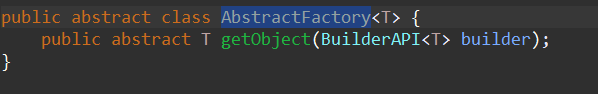 public abstract class AbstractFactory<T> {
    public abstract T getObject(BuilderAPI<T> builder);
}